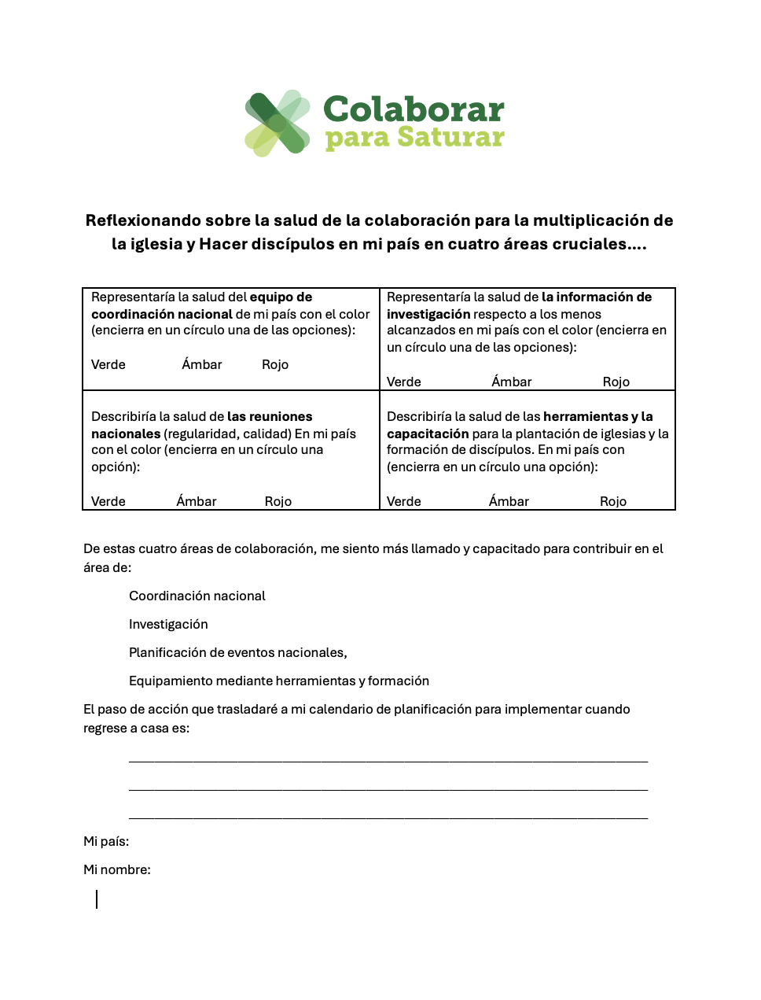 Colaborar
para Saturar
Reflexionando sobre la salud de la colaboración para la multiplicación de
la iglesia y Hacer discípulos en mi país en cuatro áreas cruciales....
Representaría la salud del equipo de
coordinación nacional de mi país con el color
(encierra en un círculo una de las opciones):
Verde Ámbar Rojo
Representaría la salud de la información de
investigación respecto a los menos
alcanzados en mi país con el color (encierra en
un círculo una de las opciones):
Verde Ámbar Rojo
Describiría la salud de las reuniones
nacionales (regularidad, calidad) En mi país
con el color (encierra en un círculo una
opción):
Verde Ámbar Rojo
Describiría la salud de las herramientas y la
capacitación para la plantación de iglesias y la
formación de discípulos. En mi país con
(encierra en un círculo una opción):
Verde Ámbar Rojo
De estas cuatro áreas de colaboración, me siento más llamado y capacitado para contribuir en el
área de:
Coordinación nacional
Investigación
Planificación de eventos nacionales,
Equipamiento mediante herramientas y formación
El paso de acción que trasladaré a mi calendario de planificación para implementar cuando
regrese a casa es:
Mi país:
Mi nombre: